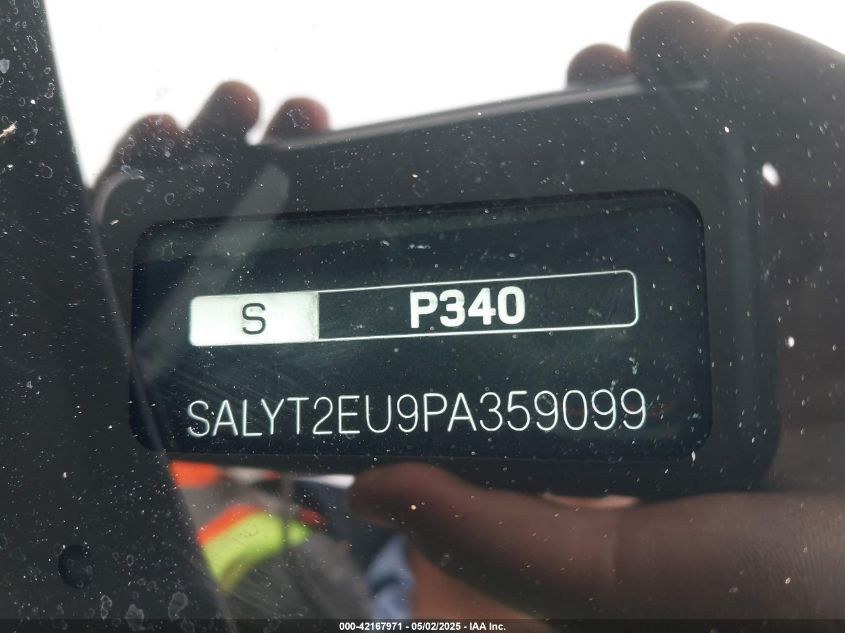 S P340
SALYT2EU9PA359099
000-42167971 - 05/02/2025 - IAA Inc.